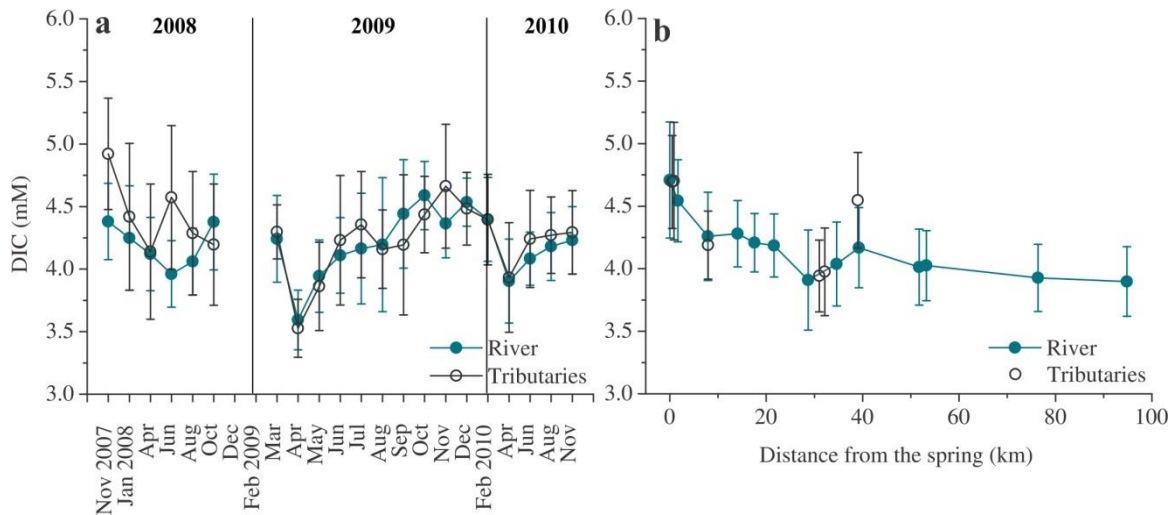 a
2008
2009
2010
6.0
5.5
5.0
4.5
4.0
3.5
3.0
DIC (mM)
River
Tributaries
Nov 2007
Jan 2008
Apr
Jun
Aug
Oct
Dec
Feb 2009
Mar
Apr
May
Jun
Jul
Aug
Sep
Oct
Nov
Dec
Feb 2010
Apr
Jun
Aug
Nov
b
6.0
5.5
5.0
4.5
4.0
3.5
3.0
River
Tributaries
0 20 40 60 80 100
Distance from the spring (km)